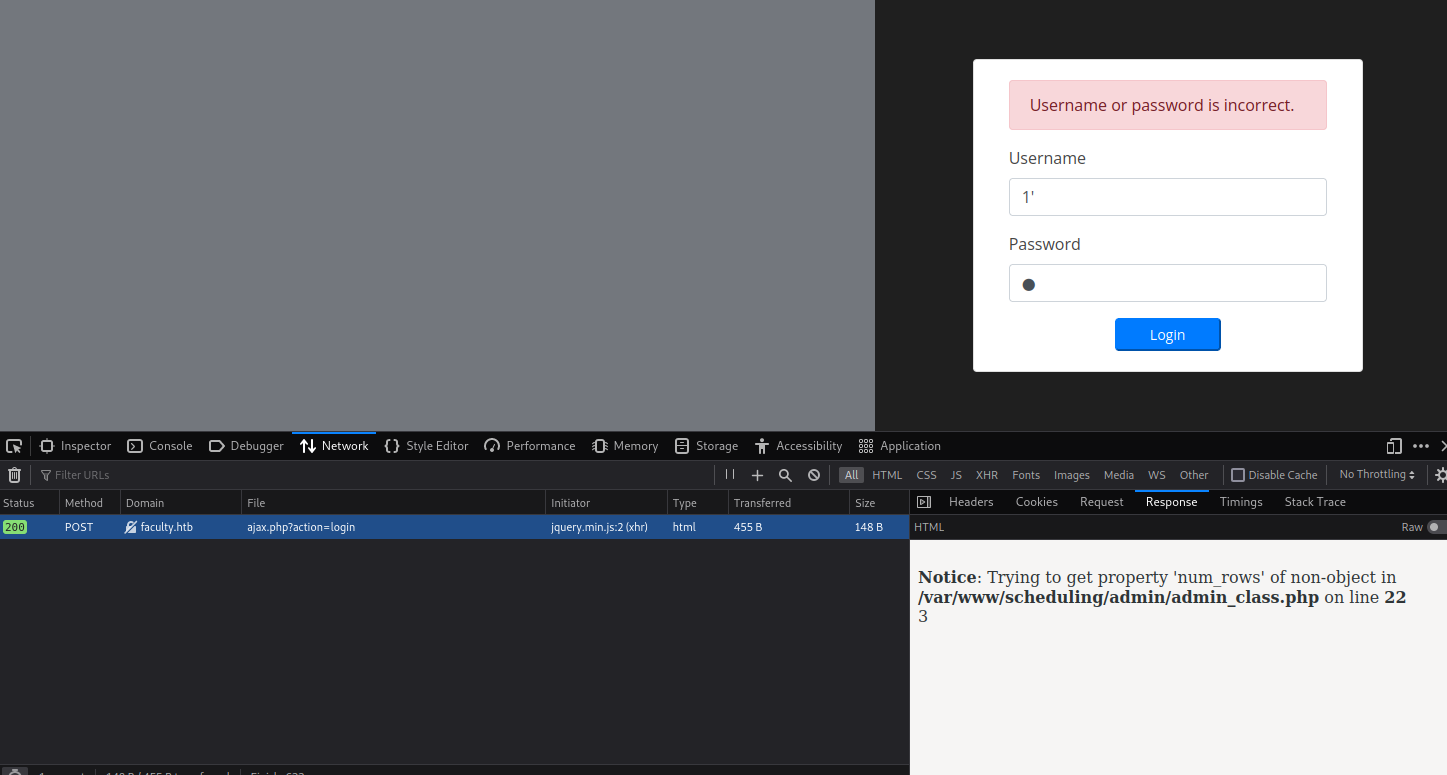 Username or password is incorrect.
Username
1'
Password
Login
Inspector Console Debugger Network Style Editor Performance Memory Storage Accessibility Application
Filter URLs All HTML CSS JS XHR Fonts Images Media WS Other Disable Cache No Throttling
Status Method Domain File Initiator Type Transferred Size
Headers Cookies Request Response Timings Stack Trace
200 POST faculty.htb ajax.php?action=login jquery.min.js:2 (xhr) html 455 B 148 B
HTML Raw
Notice: Trying to get property 'num_rows' of non-object in
/var/www/scheduling/admin/admin_class.php on line 22
3